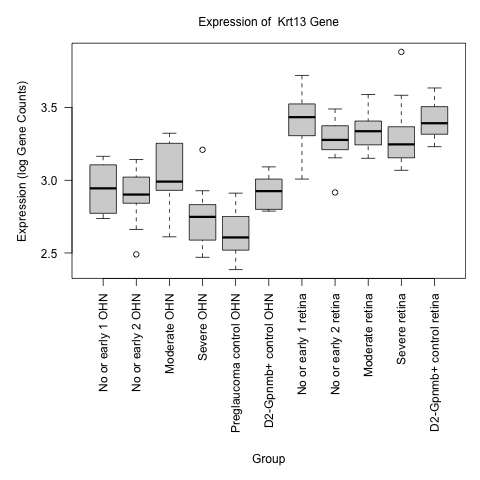 Expression of  Krt13 Gene
Expression (log Gene Counts)
3.5
3.0
2.5
No or early 1 OHN
No or early 2 OHN
Moderate OHN
Severe OHN
Preglaucoma control OHN
D2-Gpnmb+ control OHN
No or early 1 retina
No or early 2 retina
Moderate retina
Severe retina
D2-Gpnmb+ control retina
Group